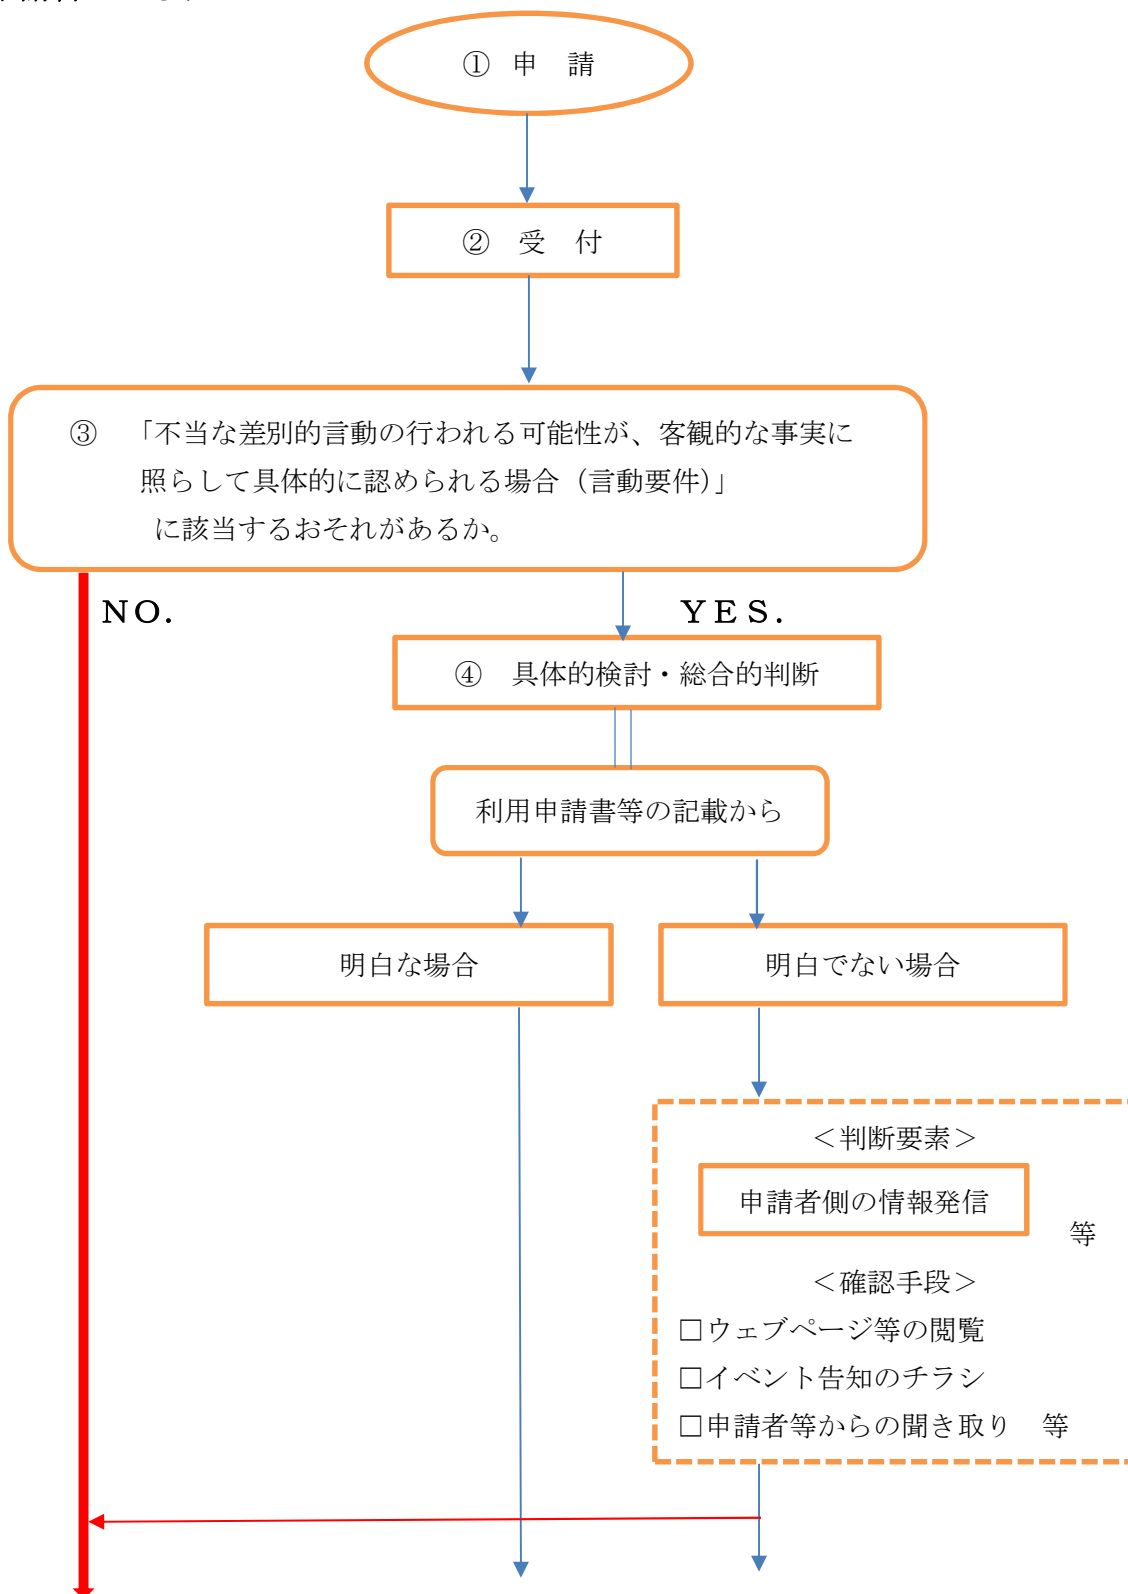 ① 申 請
② 受 付
③ 「不当な差別的言動の行われる可能性が、客観的な事実に
照らして具体的に認められる場合（言動要件）」
に該当するおそれがあるか。
NO.
YES.
④ 具体的検討・総合的判断
利用申請書等の記載から
明白な場合
明白でない場合
＜判断要素＞
申請者側の情報発信
等
＜確認手段＞
□ウェブページ等の閲覧
□イベント告知のチラシ
□申請者等からの聞き取り 等